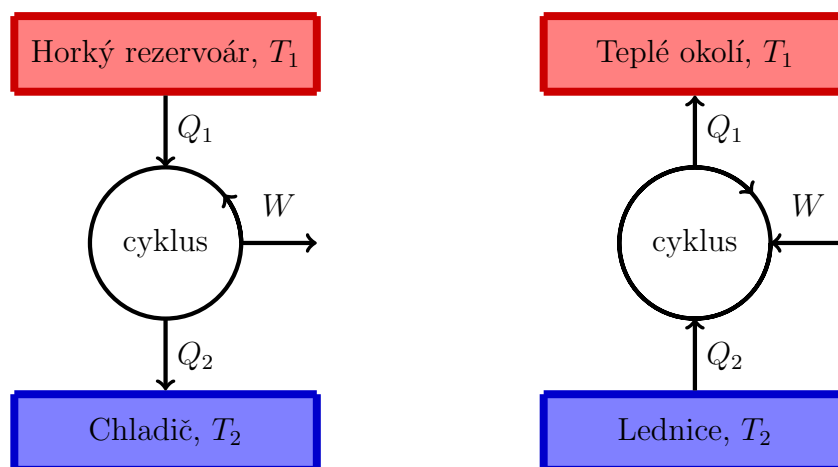 Horký rezervoár, T₁
Q₁
W
cyklus
Q₂
Chladič, T₂
Teplé okolí, T₁
Q₁
W
cyklus
Q₂
Lednice, T₂